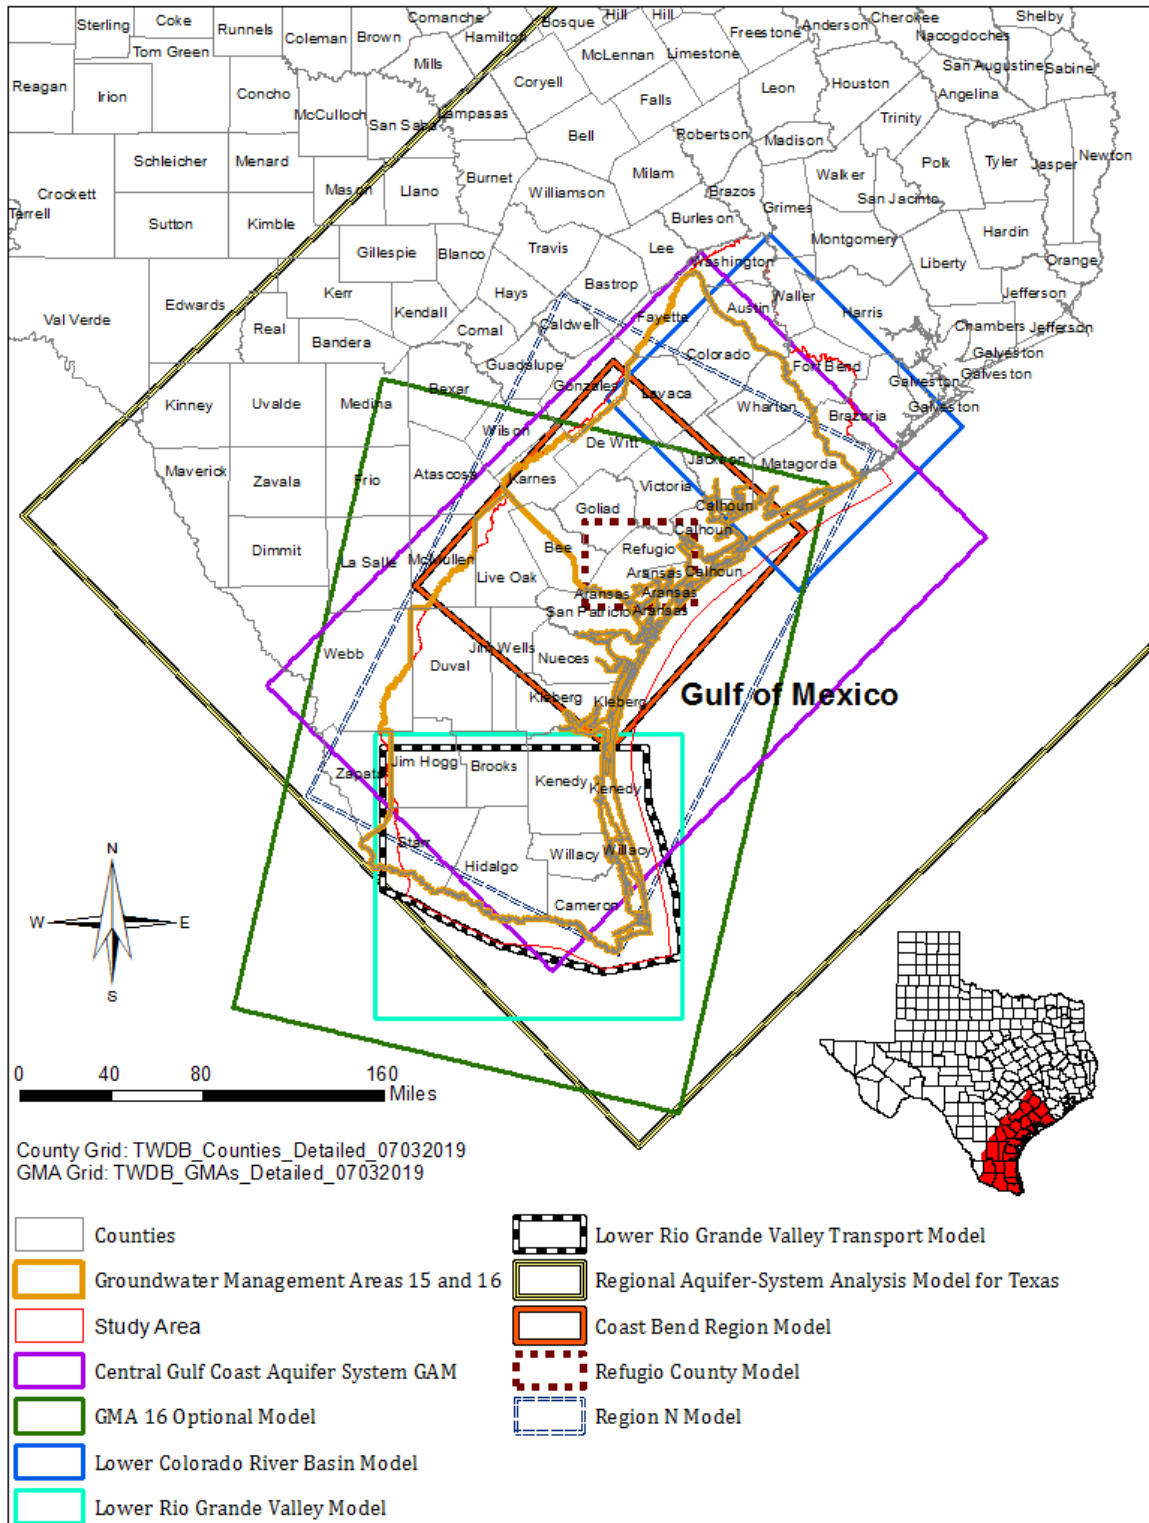 Sterling
Coke
Runnels
Coleman
Brown
Comanche
Hamilton
Bosque
Hill
Hill
Freestone
Anderson
Cherokee
Nacogdoches
Shelby
Tom Green
Mills
McLennan
Limestone
San Augustine
Sabine
Reagan
Irion
Concho
McCulloch
San Saba
Lampasas
Coryell
Falls
Leon
Houston
Angelina
Bell
Robertson
Madison
Trinity
Schleicher
Menard
Mason
Llano
Burnet
Williamson
Milam
Brazos
Walker
Polk
Tyler
Jasper
Newton
Crockett
Terrell
Sutton
Kimble
Burleson
Grimes
San Jacinto
Gillespie
Blanco
Travis
Lee
Washington
Montgomery
Hardin
Liberty
Orange
Edwards
Kerr
Kendall
Hays
Bastrop
Waller
Harris
Jefferson
Val Verde
Real
Bandera
Comal
Caldwell
Fayette
Austin
Chambers
Jefferson
Galveston
Galveston
Guadalupe
Colorado
Fort Bend
Kinney
Uvalde
Medina
Bexar
Gonzales
Lavaca
Wharton
Brazoria
Galveston
Galveston
Wilson
De Witt
Maverick
Zavala
Frio
Atascosa
Karnes
Jackson
Matagorda
Victoria
Goliad
Calhoun
Calhoun
Dimmit
La Salle
McMullen
Live Oak
Bee
Refugio
Aransas
Calhoun
Aransas
Aransas
San Patricio
Aransas
Webb
Duval
Jim Wells
Nueces
Kleberg
Kleberg
Gulf of Mexico
Zapata
Jim Hogg
Brooks
Kenedy
Kenedy
Starr
Hidalgo
Willacy
Willacy
Cameron
N
W
E
S
0
40
80
160
Miles
County Grid: TWDB_Counties_Detailed_07032019
GMA Grid: TWDB_GMAs_Detailed_07032019
Counties
Groundwater Management Areas 15 and 16
Study Area
Central Gulf Coast Aquifer System GAM
GMA 16 Optional Model
Lower Colorado River Basin Model
Lower Rio Grande Valley Model
Lower Rio Grande Valley Transport Model
Regional Aquifer-System Analysis Model for Texas
Coast Bend Region Model
Refugio County Model
Region N Model